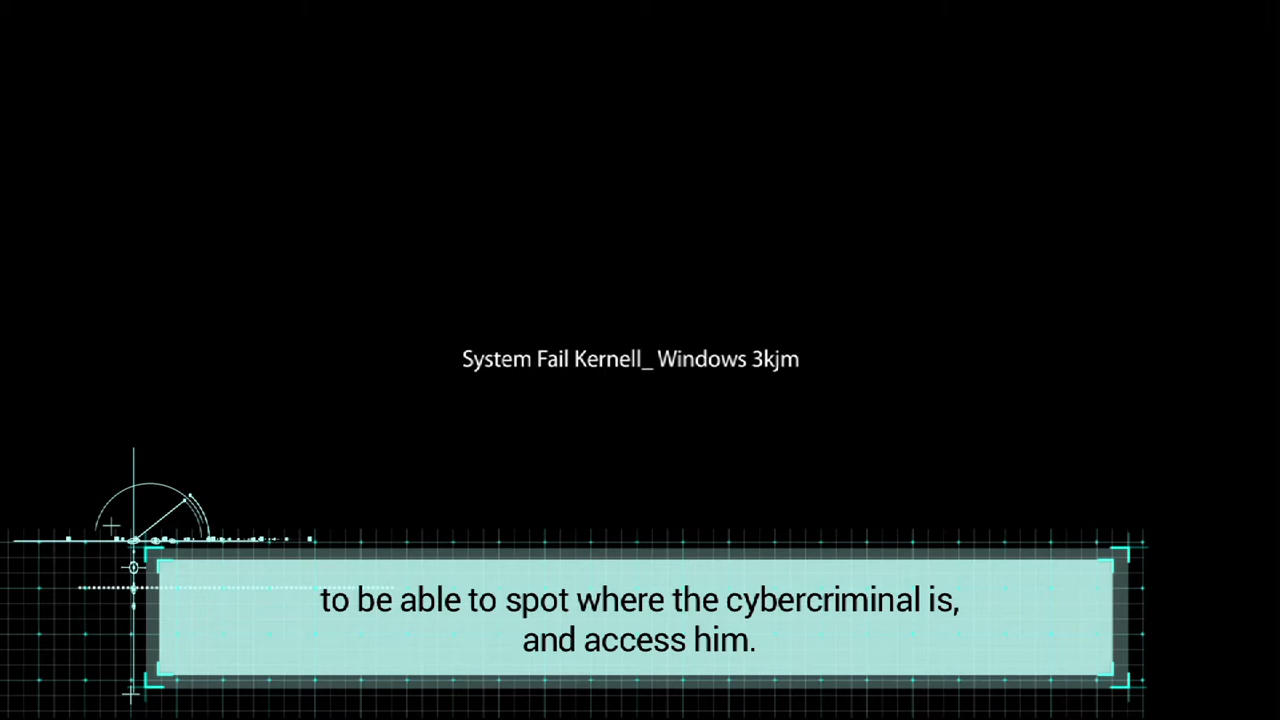 System Fail Kernell_ Windows 3kjm
to be able to spot where the cybercriminal is,
and access him.